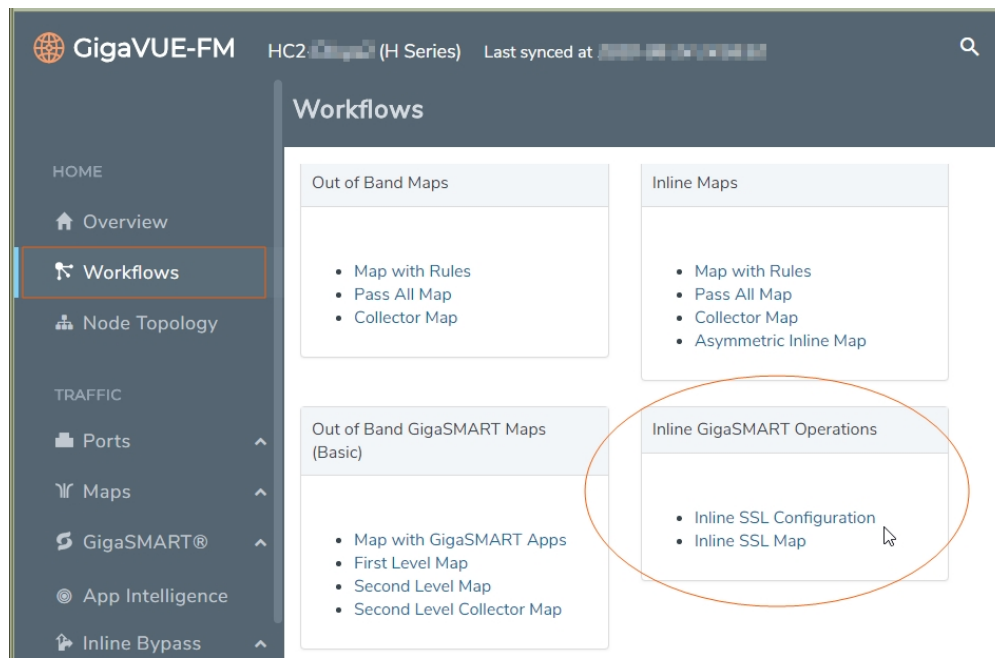 GigaVUE-FM HC2 (H Series) Last synced at
Workflows
HOME
Overview
Workflows
Node Topology
TRAFFIC
Ports
Maps
GigaSMART®
App Intelligence
Inline Bypass
Out of Band Maps
• Map with Rules
• Pass All Map
• Collector Map
Inline Maps
• Map with Rules
• Pass All Map
• Collector Map
• Asymmetric Inline Map
Out of Band GigaSMART Maps
(Basic)
• Map with GigaSMART Apps
• First Level Map
• Second Level Map
• Second Level Collector Map
Inline GigaSMART Operations
• Inline SSL Configuration
• Inline SSL Map